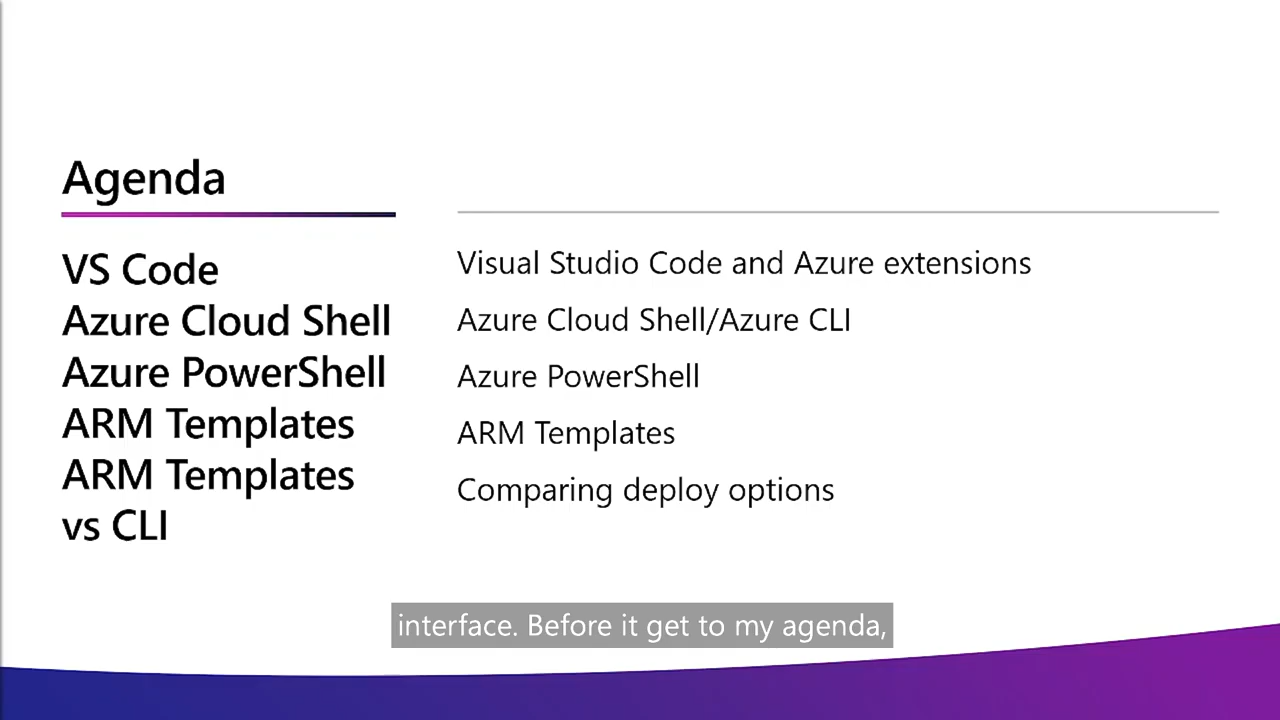 Agenda
VS Code
Azure Cloud Shell
Azure PowerShell
ARM Templates
ARM Templates
vs CLI
Visual Studio Code and Azure extensions
Azure Cloud Shell/Azure CLI
Azure PowerShell
ARM Templates
Comparing deploy options
interface. Before it get to my agenda,